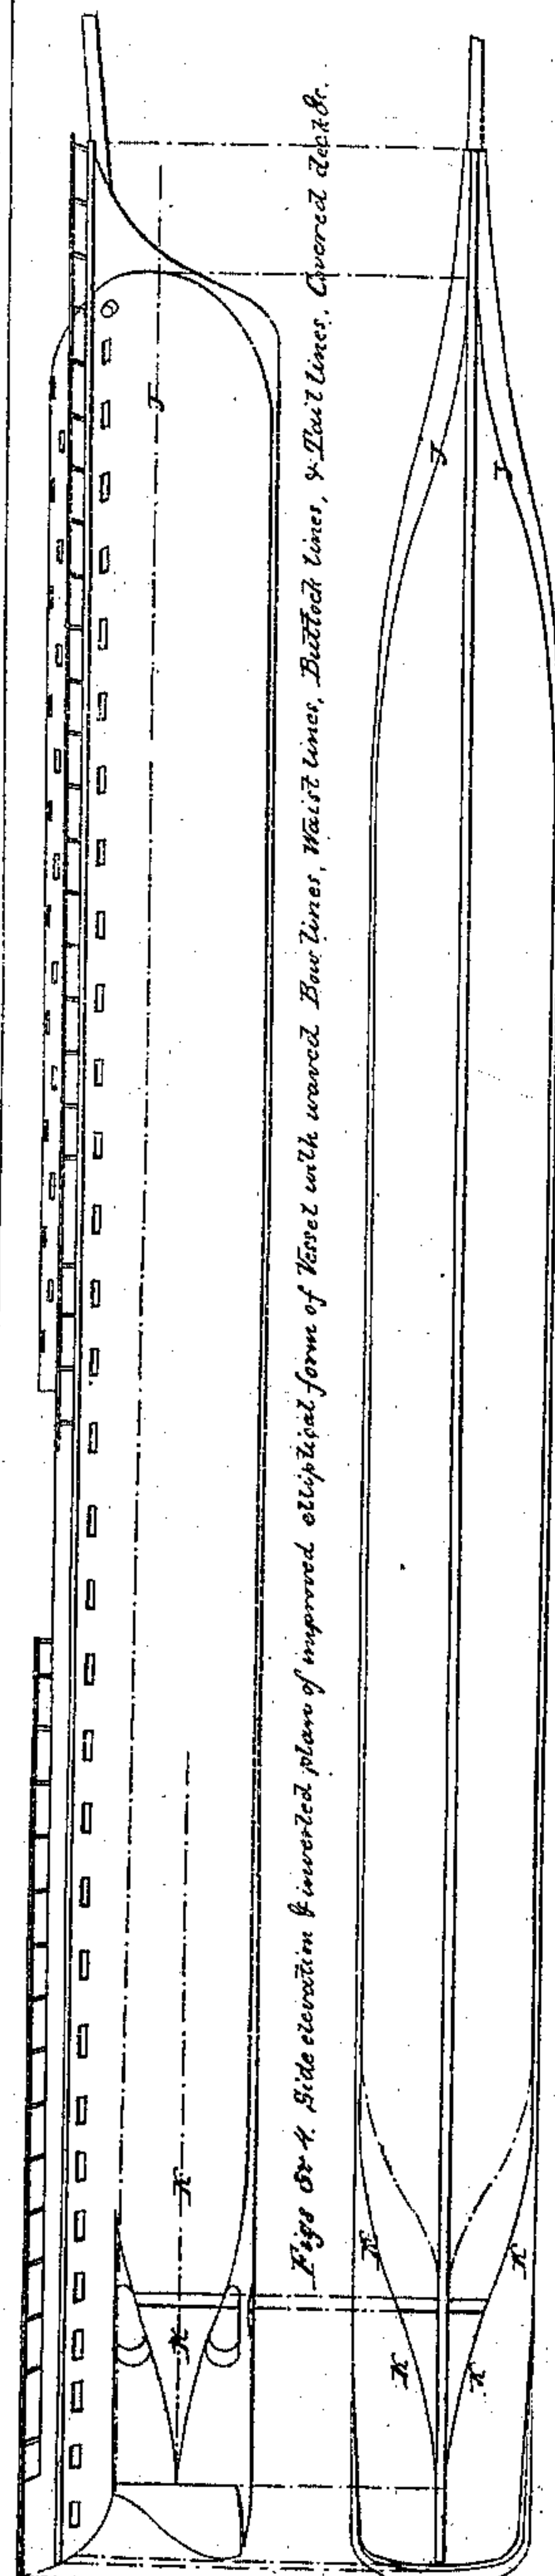 Figs 3 & 4. Side elevation & inverted plan of improved elliptical form of Vessel with waved Bow lines, Waist lines, Buttock lines, & Tail lines, Covered deck &c.
J
K
K
J
J
K
K
K
K